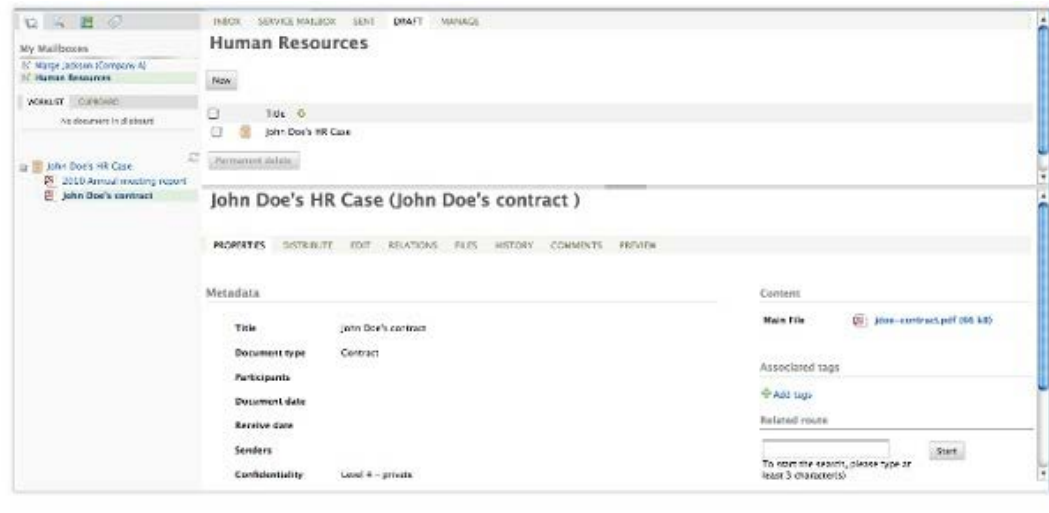 INBOX SERVICE MAILBOX SENT DRAFT MANAGE
My Mailboxes
Marge Jackson (Company A)
Human Resources
WORKLIST CLIPBOARD
No document in clipboard
John Doe's HR Case
2010 Annual meeting report
John Doe's contract
Human Resources
New
Title
John Doe's HR Case
Permanent delete
John Doe's HR Case (John Doe's contract )
PROPERTIES DISTRIBUTE EDIT RELATIONS FILES HISTORY COMMENTS PREVIEW
Metadata
Title John Doe's contract
Document type Contract
Participants
Document date
Receive date
Senders
Confidentiality Level 4 – private
Content
Main File jdoe-contract.pdf (66 kB)
Associated tags
Add tags
Related route
Start
To start the search, please type at
least 3 character(s)